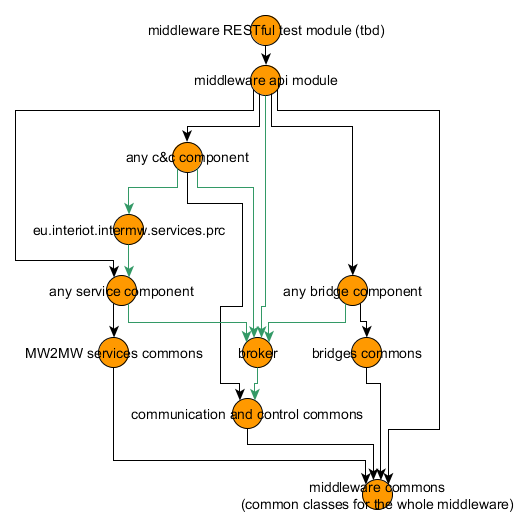 middleware RESTful test module (tbd)
middleware api module
any c&c component
eu.interiot.intermw.services.prc
any service component
any bridge component
MW2MW services commons
broker
bridges commons
communication and control commons
middleware commons
(common classes for the whole middleware)